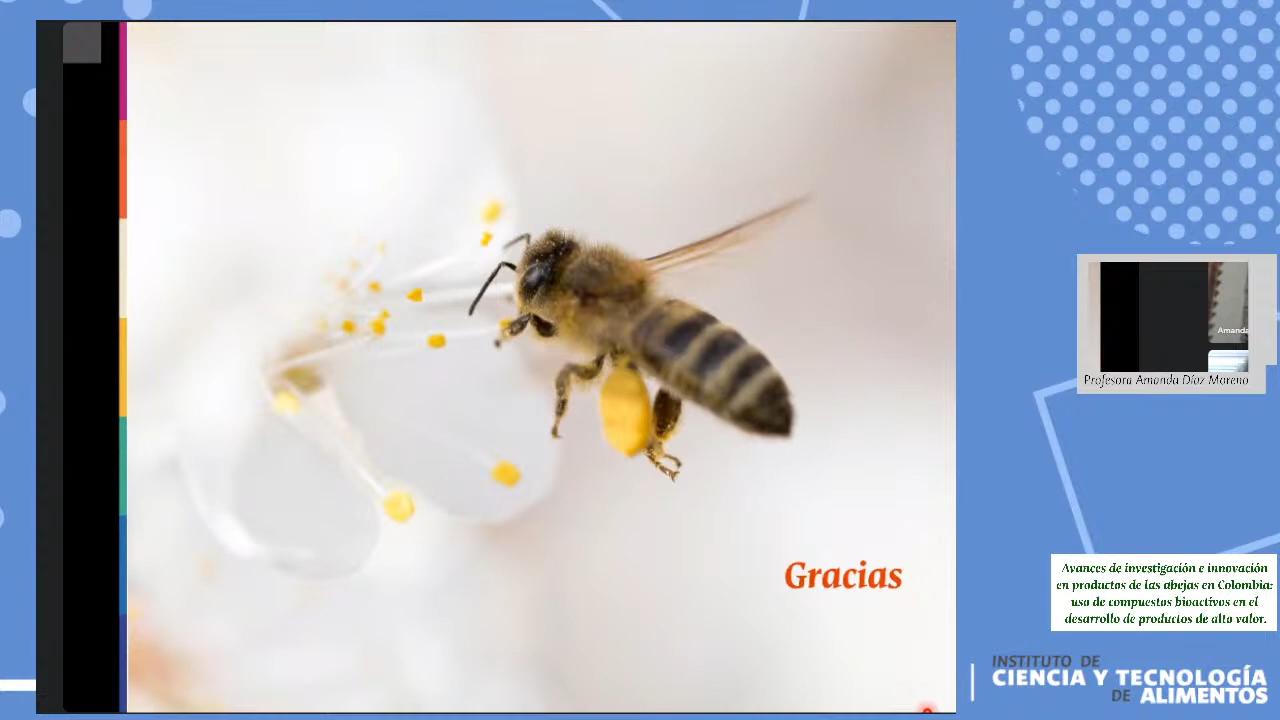 Gracias
Amanda
Profesora Amanda Díaz Moreno
Avances de investigación e innovación
en productos de las abejas en Colombia:
uso de compuestos bioactivos en el
desarrollo de productos de alto valor.
INSTITUTO DE
CIENCIA Y TECNOLOGÍA
DE ALIMENTOS